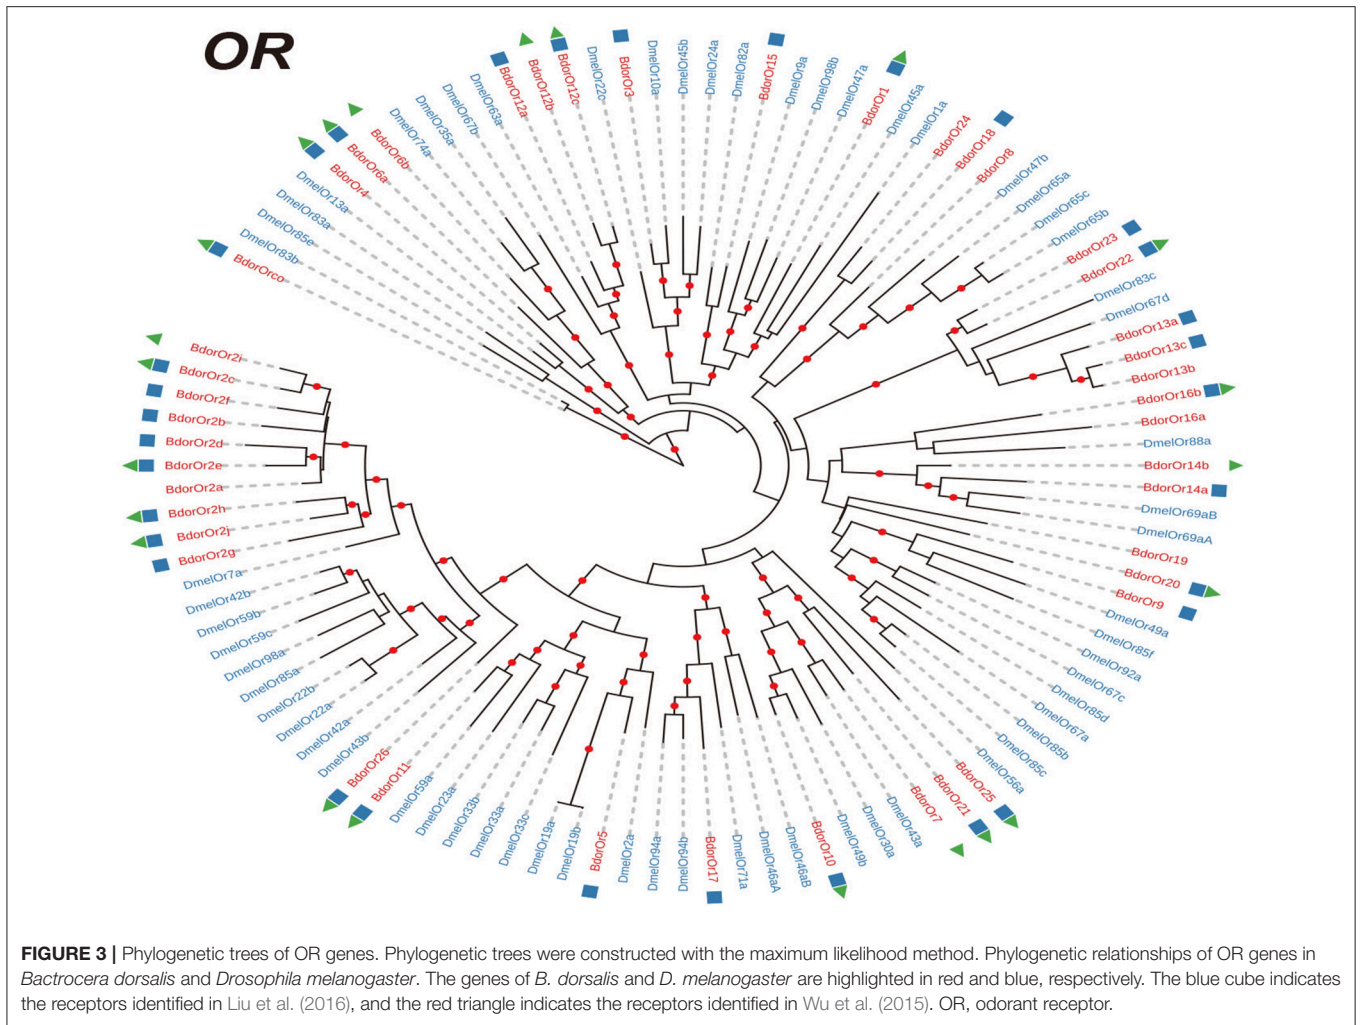 OR
BdorOrco
DmelOr83b
DmelOr85e
DmelOr83a
DmelOr13a
BdorOr4
BdorOr6a
BdorOr6b
DmelOr74a
DmelOr35a
DmelOr67b
DmelOr63a
BdorOr12a
BdorOr12b
BdorOr12c
DmelOr22c
BdorOr3
DmelOr10a
DmelOr45b
DmelOr24a
DmelOr82a
BdorOr15
DmelOr9a
DmelOr98b
DmelOr47a
BdorOr1
DmelOr45a
DmelOr1a
BdorOr24
BdorOr18
BdorOr8
DmelOr47b
DmelOr65a
DmelOr65c
DmelOr65b
BdorOr23
BdorOr22
DmelOr83c
DmelOr67d
BdorOr13a
BdorOr13c
BdorOr13b
BdorOr16b
BdorOr16a
DmelOr88a
BdorOr14b
BdorOr14a
DmelOr69aB
DmelOr69aA
BdorOr19
BdorOr20
BdorOr9
DmelOr49a
DmelOr85f
DmelOr92a
DmelOr67c
DmelOr85d
DmelOr67a
DmelOr85b
DmelOr85c
DmelOr56a
BdorOr25
BdorOr21
BdorOr7
DmelOr43a
DmelOr30a
DmelOr49b
BdorOr10
DmelOr46aB
DmelOr46aA
DmelOr71a
BdorOr17
DmelOr94b
DmelOr94a
DmelOr2a
BdorOr5
DmelOr19b
DmelOr19a
DmelOr33c
DmelOr33a
DmelOr33b
DmelOr23a
DmelOr59a
BdorOr11
BdorOr26
DmelOr43b
DmelOr42a
DmelOr22a
DmelOr22b
DmelOr85a
DmelOr98a
DmelOr59c
DmelOr59b
DmelOr42b
DmelOr7a
BdorOr2g
BdorOr2j
BdorOr2h
BdorOr2a
BdorOr2e
BdorOr2d
BdorOr2b
BdorOr2f
BdorOr2c
BdorOr2i
FIGURE 3 | Phylogenetic trees of OR genes. Phylogenetic trees were constructed with the maximum likelihood method. Phylogenetic relationships of OR genes in
Bactrocera dorsalis and Drosophila melanogaster. The genes of B. dorsalis and D. melanogaster are highlighted in red and blue, respectively. The blue cube indicates
the receptors identified in Liu et al. (2016), and the red triangle indicates the receptors identified in Wu et al. (2015). OR, odorant receptor.